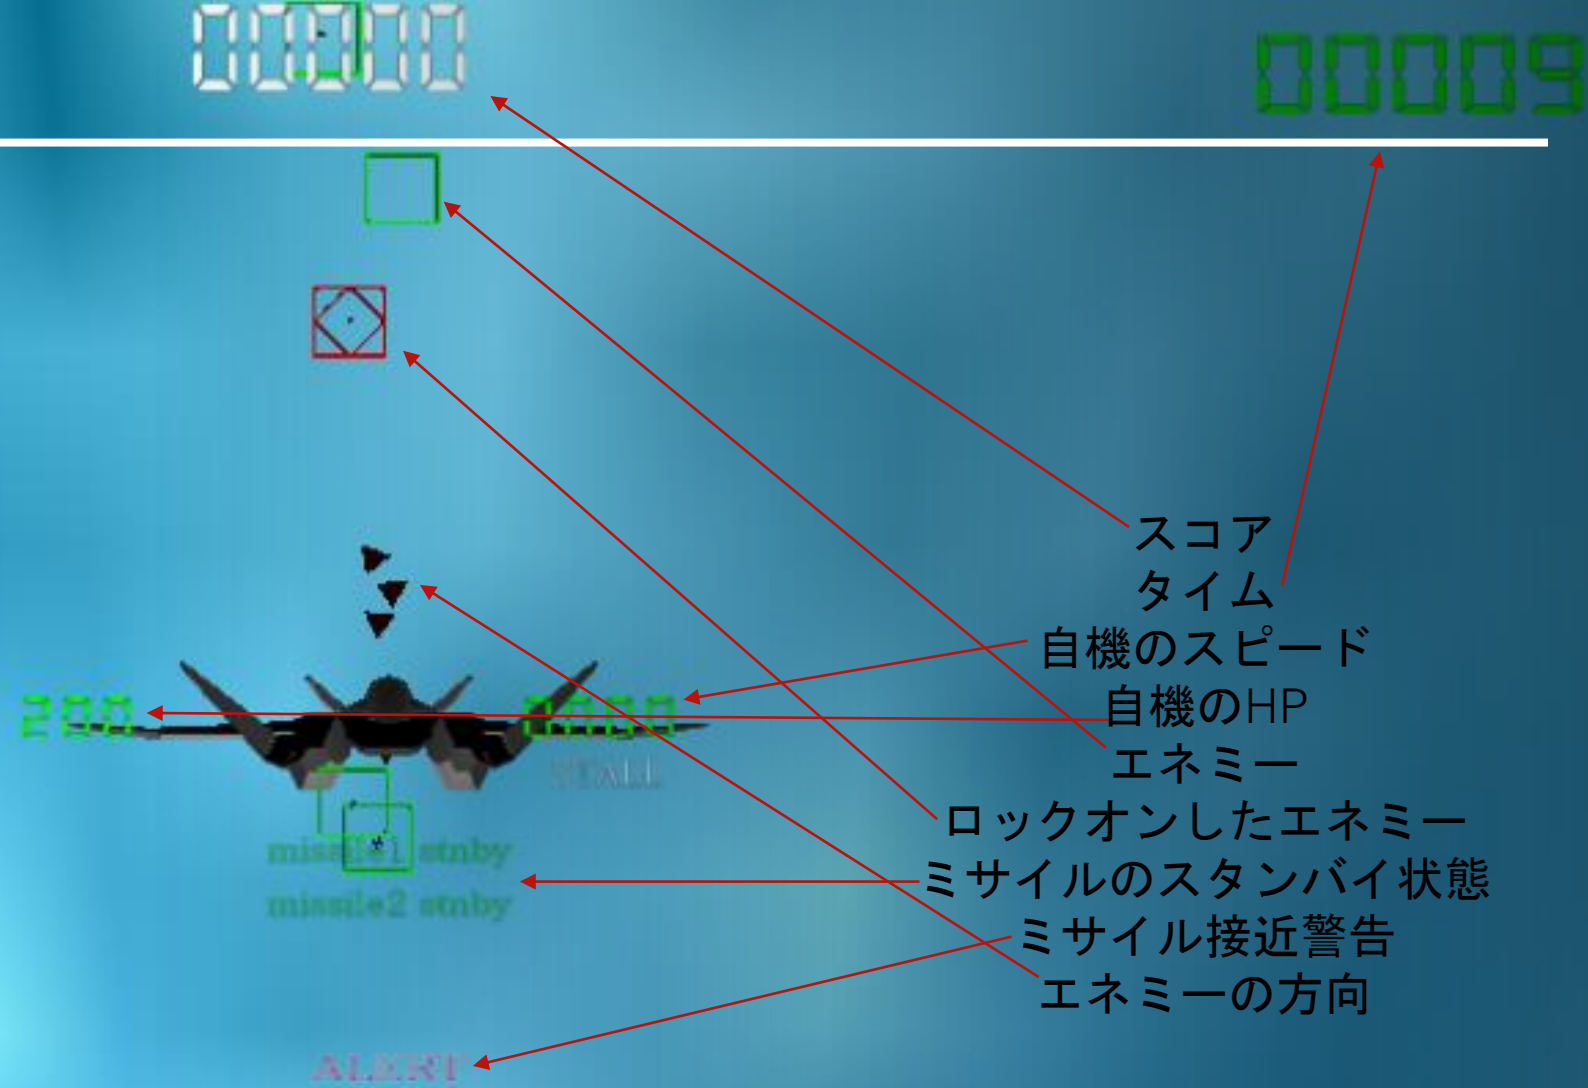 00000
00009
スコア
タイム
自機のスピード
200
0000
自機のHP
エネミー
STALL
ロックオンしたエネミー
missile1 stnby
ミサイルのスタンバイ状態
missile2 stnby
ミサイル接近警告
エネミーの方向
ALERT